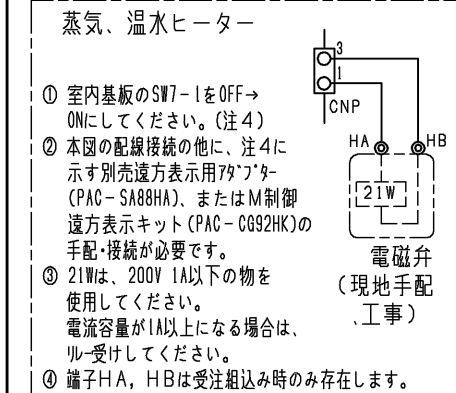 蒸気、温水ヒーター
① 室内基板のSW7-1をOFF→
ONにしてください。(注4)
② 本図の配線接続の他に、注4に
示す別売遠方表示用アダプター
(PAC-SA88HA)、またはM制御
遠方表示キット(PAC-CG92HK)の
手配・接続が必要です。
③ 21Wは、200V 1A以下の物を
使用してください。
電流容量が1A以上になる場合は、
リレー受けしてください。
④ 端子HA, HBは受注組込み時のみ存在します。
3
1
CNP
HA
HB
21W
電磁弁
(現地手配
、工事)